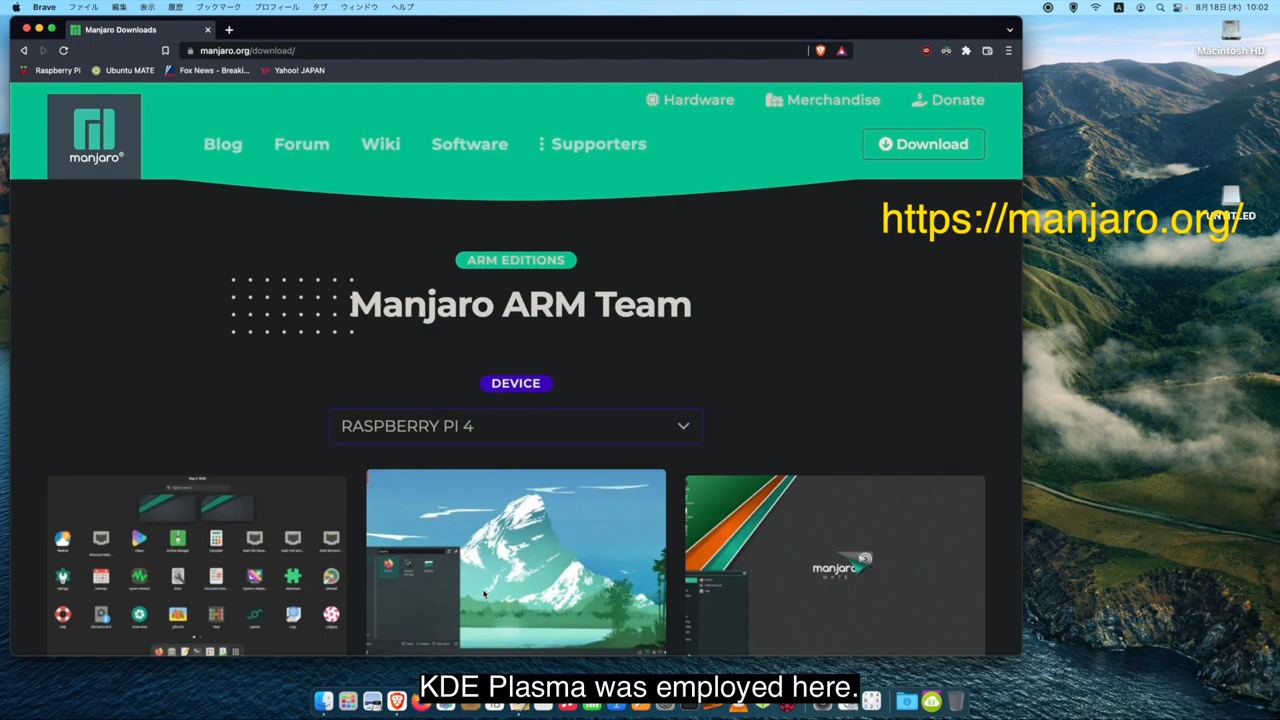 Brave ファイル 編集 表示 履歴 ブックマーク プロフィール タブ ウィンドウ ヘルプ A 8月18日(木) 10:02
Manjaro Downloads
manjaro.org/download/
Raspberry Pi Ubuntu MATE Fox News - Breaki... Yahoo! JAPAN
Macintosh HD
Hardware Merchandise Donate
manjaro®
Blog Forum Wiki Software Supporters Download
https://manjaro.org/
UNTITLED
ARM EDITIONS
Manjaro ARM Team
DEVICE
RASPBERRY PI 4
manjaro
MATE
KDE Plasma was employed here.